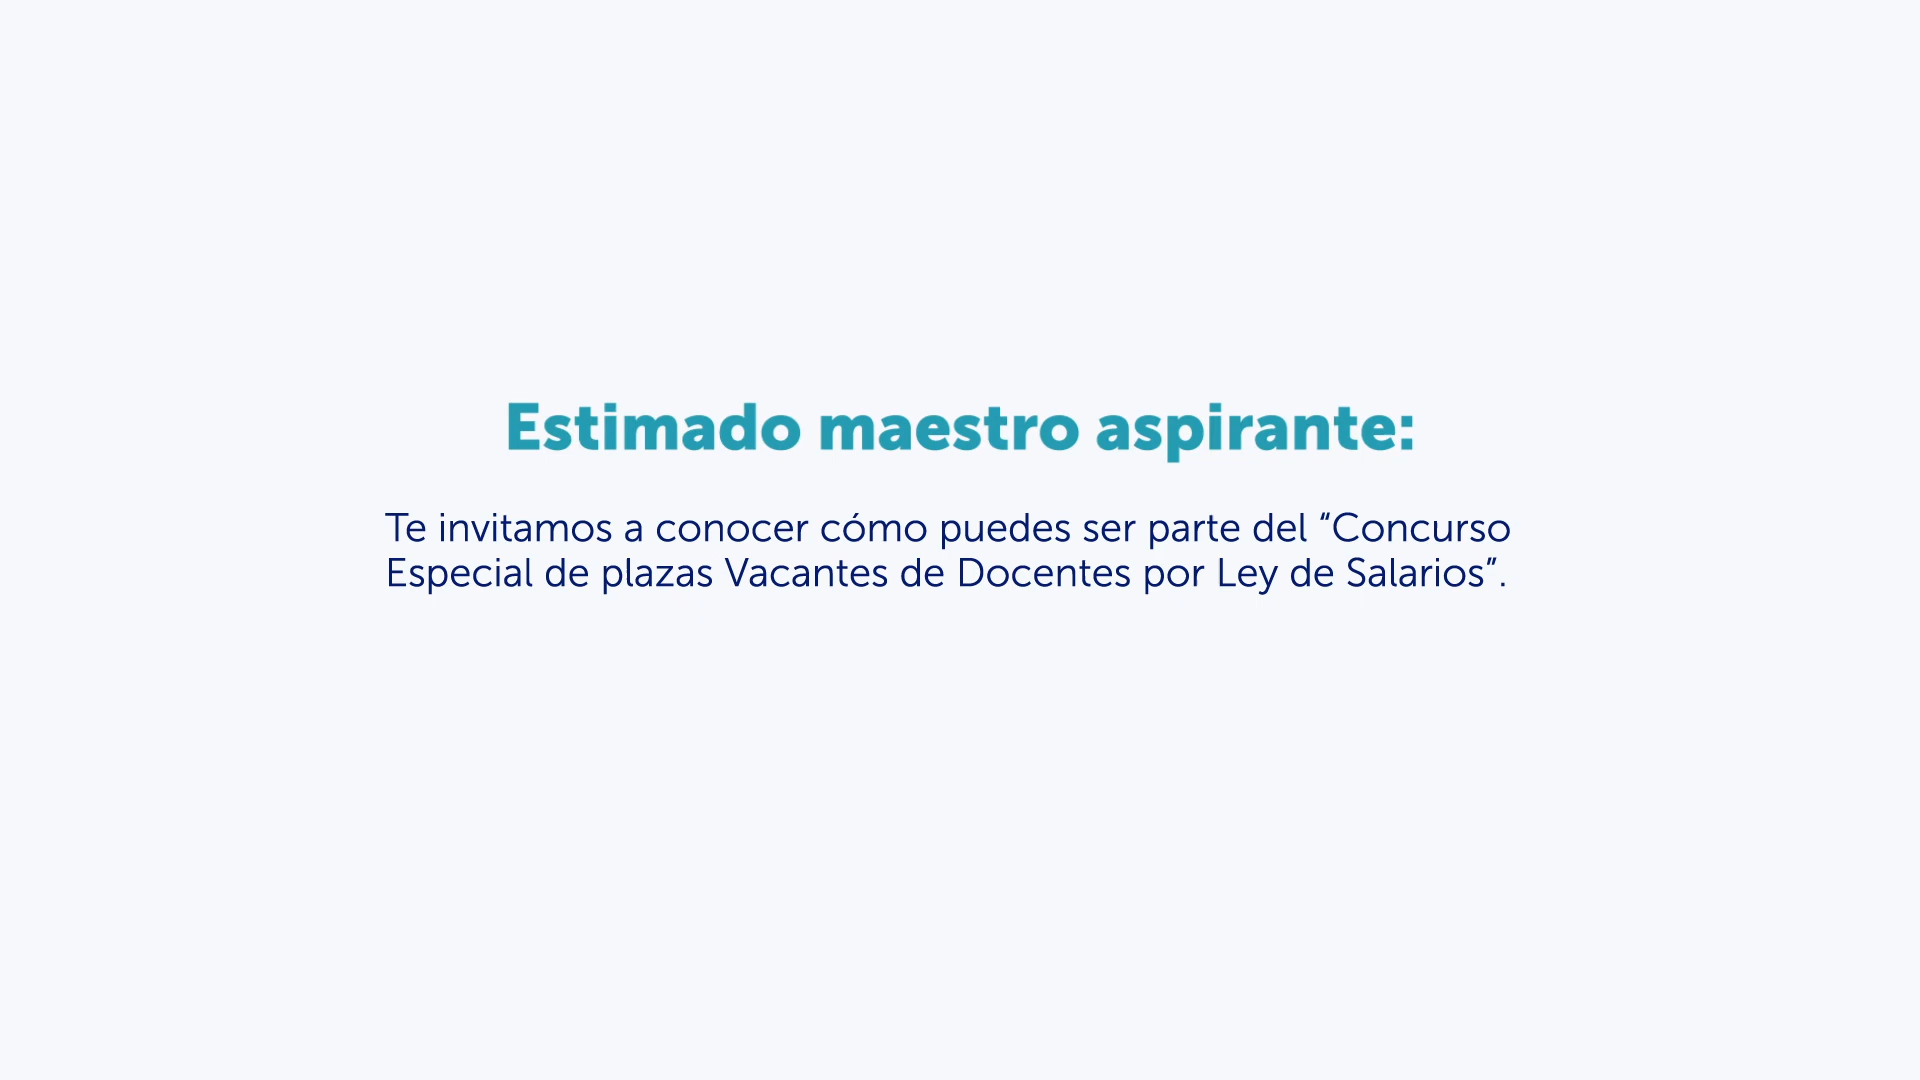 Estimado maestro aspirante:
Te invitamos a conocer cómo puedes ser parte del “Concurso
Especial de plazas Vacantes de Docentes por Ley de Salarios”.